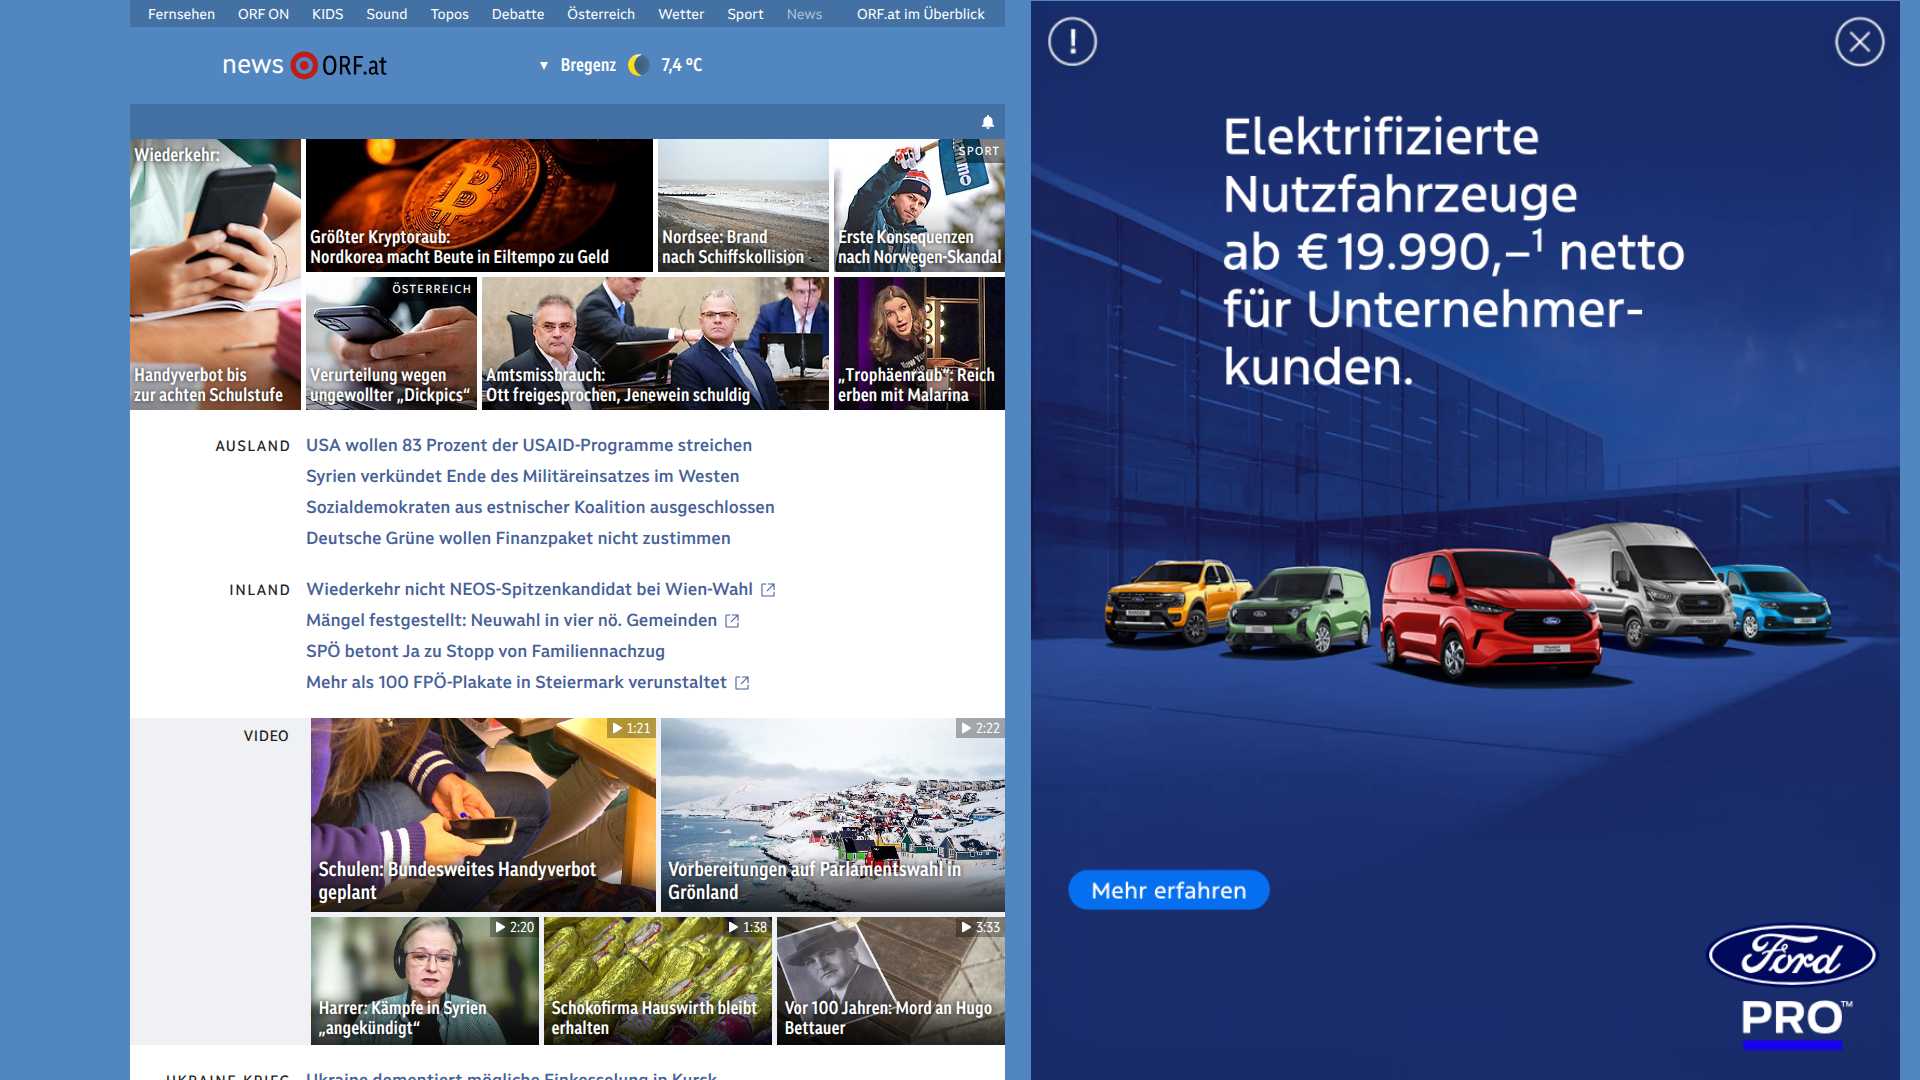 Fernsehen ORF ON KIDS Sound Topos Debatte Österreich Wetter Sport News ORF.at im Überblick
news ORF.at
Bregenz 7,4 °C
Wiederkehr:
Handyverbot bis
zur achten Schulstufe
Größter Kryptoraub:
Nordkorea macht Beute in Eiltempo zu Geld
Nordsee: Brand
nach Schiffskollision
SPORT
Erste Konsequenzen
nach Norwegen-Skandal
ÖSTERREICH
Verurteilung wegen
ungewollter „Dickpics“
Amtsmissbrauch:
Ott freigesprochen, Jenewein schuldig
„Trophäenraub“: Reich
erben mit Malarina
AUSLAND
USA wollen 83 Prozent der USAID-Programme streichen
Syrien verkündet Ende des Militäreinsatzes im Westen
Sozialdemokraten aus estnischer Koalition ausgeschlossen
Deutsche Grüne wollen Finanzpaket nicht zustimmen
INLAND
Wiederkehr nicht NEOS-Spitzenkandidat bei Wien-Wahl
Mängel festgestellt: Neuwahl in vier nö. Gemeinden
SPÖ betont Ja zu Stopp von Familiennachzug
Mehr als 100 FPÖ-Plakate in Steiermark verunstaltet
VIDEO
1:21
Schulen: Bundesweites Handyverbot
geplant
2:22
Vorbereitungen auf Parlamentswahl in
Grönland
2:20
Harrer: Kämpfe in Syrien
„angekündigt“
1:38
Schokofirma Hauswirth bleibt
erhalten
3:33
Vor 100 Jahren: Mord an Hugo
Bettauer
UKRAINE-KRIEG
Ukraine dementiert mögliche Einkesselung in Kursk
Elektrifizierte
Nutzfahrzeuge
ab € 19.990,–¹ netto
für Unternehmer-
kunden.
Mehr erfahren
Ford
PRO™